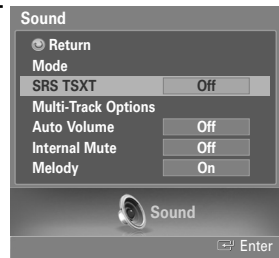 Sound
Return
Mode
SRS TSXT Off
Multi-Track Options
Auto Volume Off
Internal Mute Off
Melody On
Sound
Enter